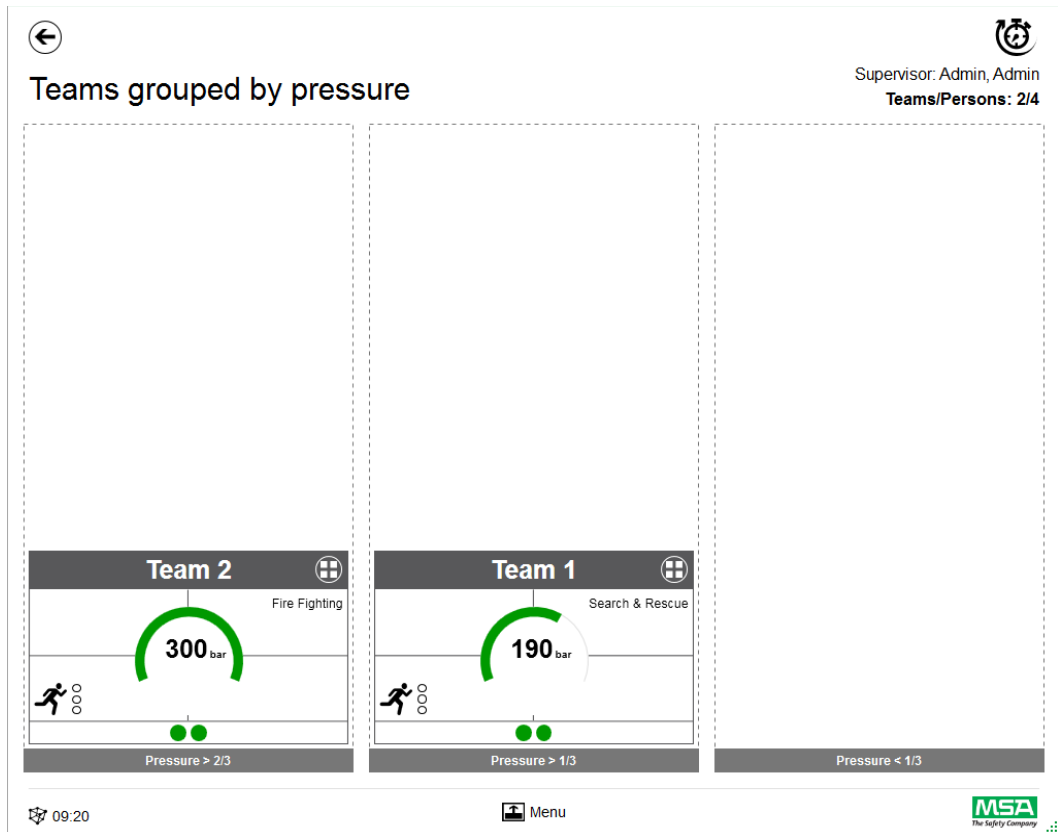 Supervisor: Admin, Admin
Teams grouped by pressure
Teams/Persons: 2/4
Team 2
Fire Fighting
300 bar
Pressure > 2/3
Team 1
Search & Rescue
190 bar
Pressure > 1/3
Pressure < 1/3
09:20
Menu
MSA
The Safety Company